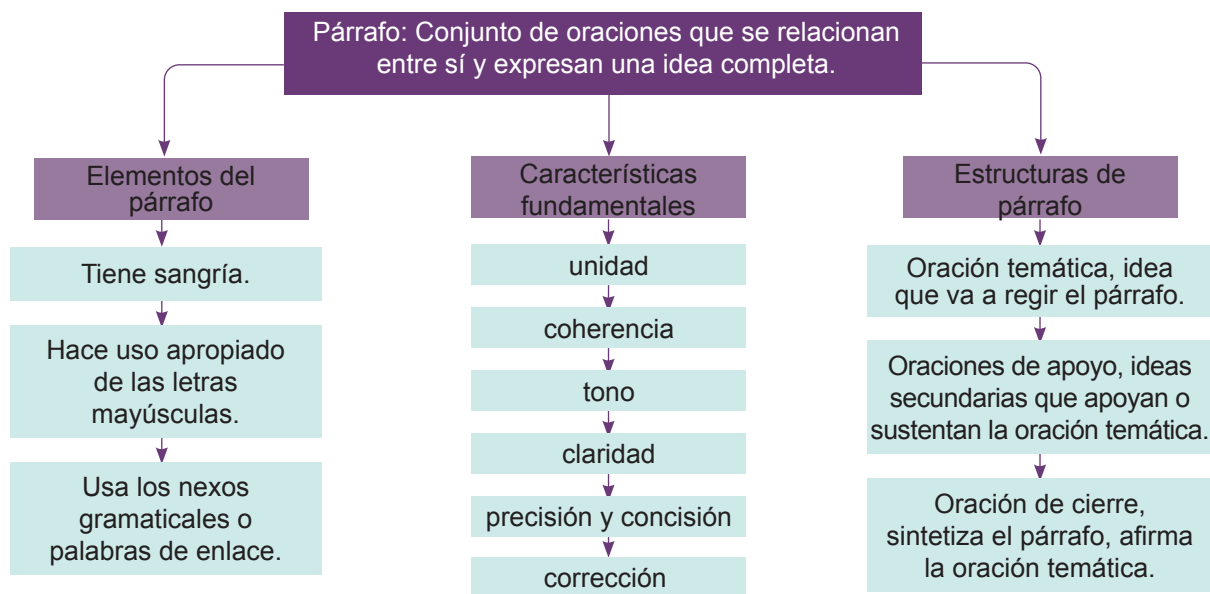 Párrafo: Conjunto de oraciones que se relacionan
entre sí y expresan una idea completa.
Elementos del
párrafo
Tiene sangría.
Hace uso apropiado
de las letras
mayúsculas.
Usa los nexos
gramaticales o
palabras de enlace.
Características
fundamentales
unidad
coherencia
tono
claridad
precisión y concisión
corrección
Estructuras de
párrafo
Oración temática, idea
que va a regir el párrafo.
Oraciones de apoyo, ideas
secundarias que apoyan o
sustentan la oración temática.
Oración de cierre,
sintetiza el párrafo, afirma
la oración temática.